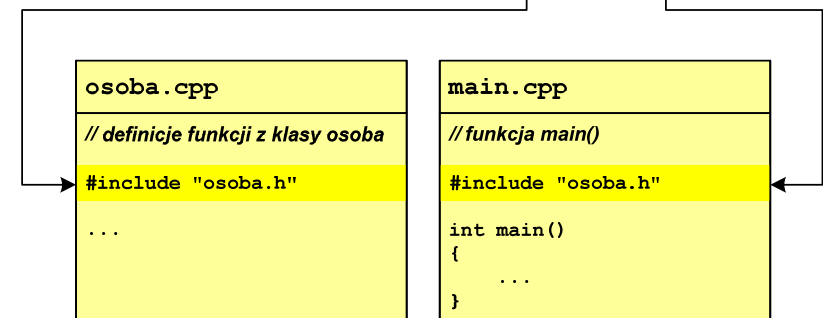 osoba.cpp
// definicje funkcji z klasy osoba
#include "osoba.h"
...
main.cpp
// funkcja main()
#include "osoba.h"
int main()
{
...
}